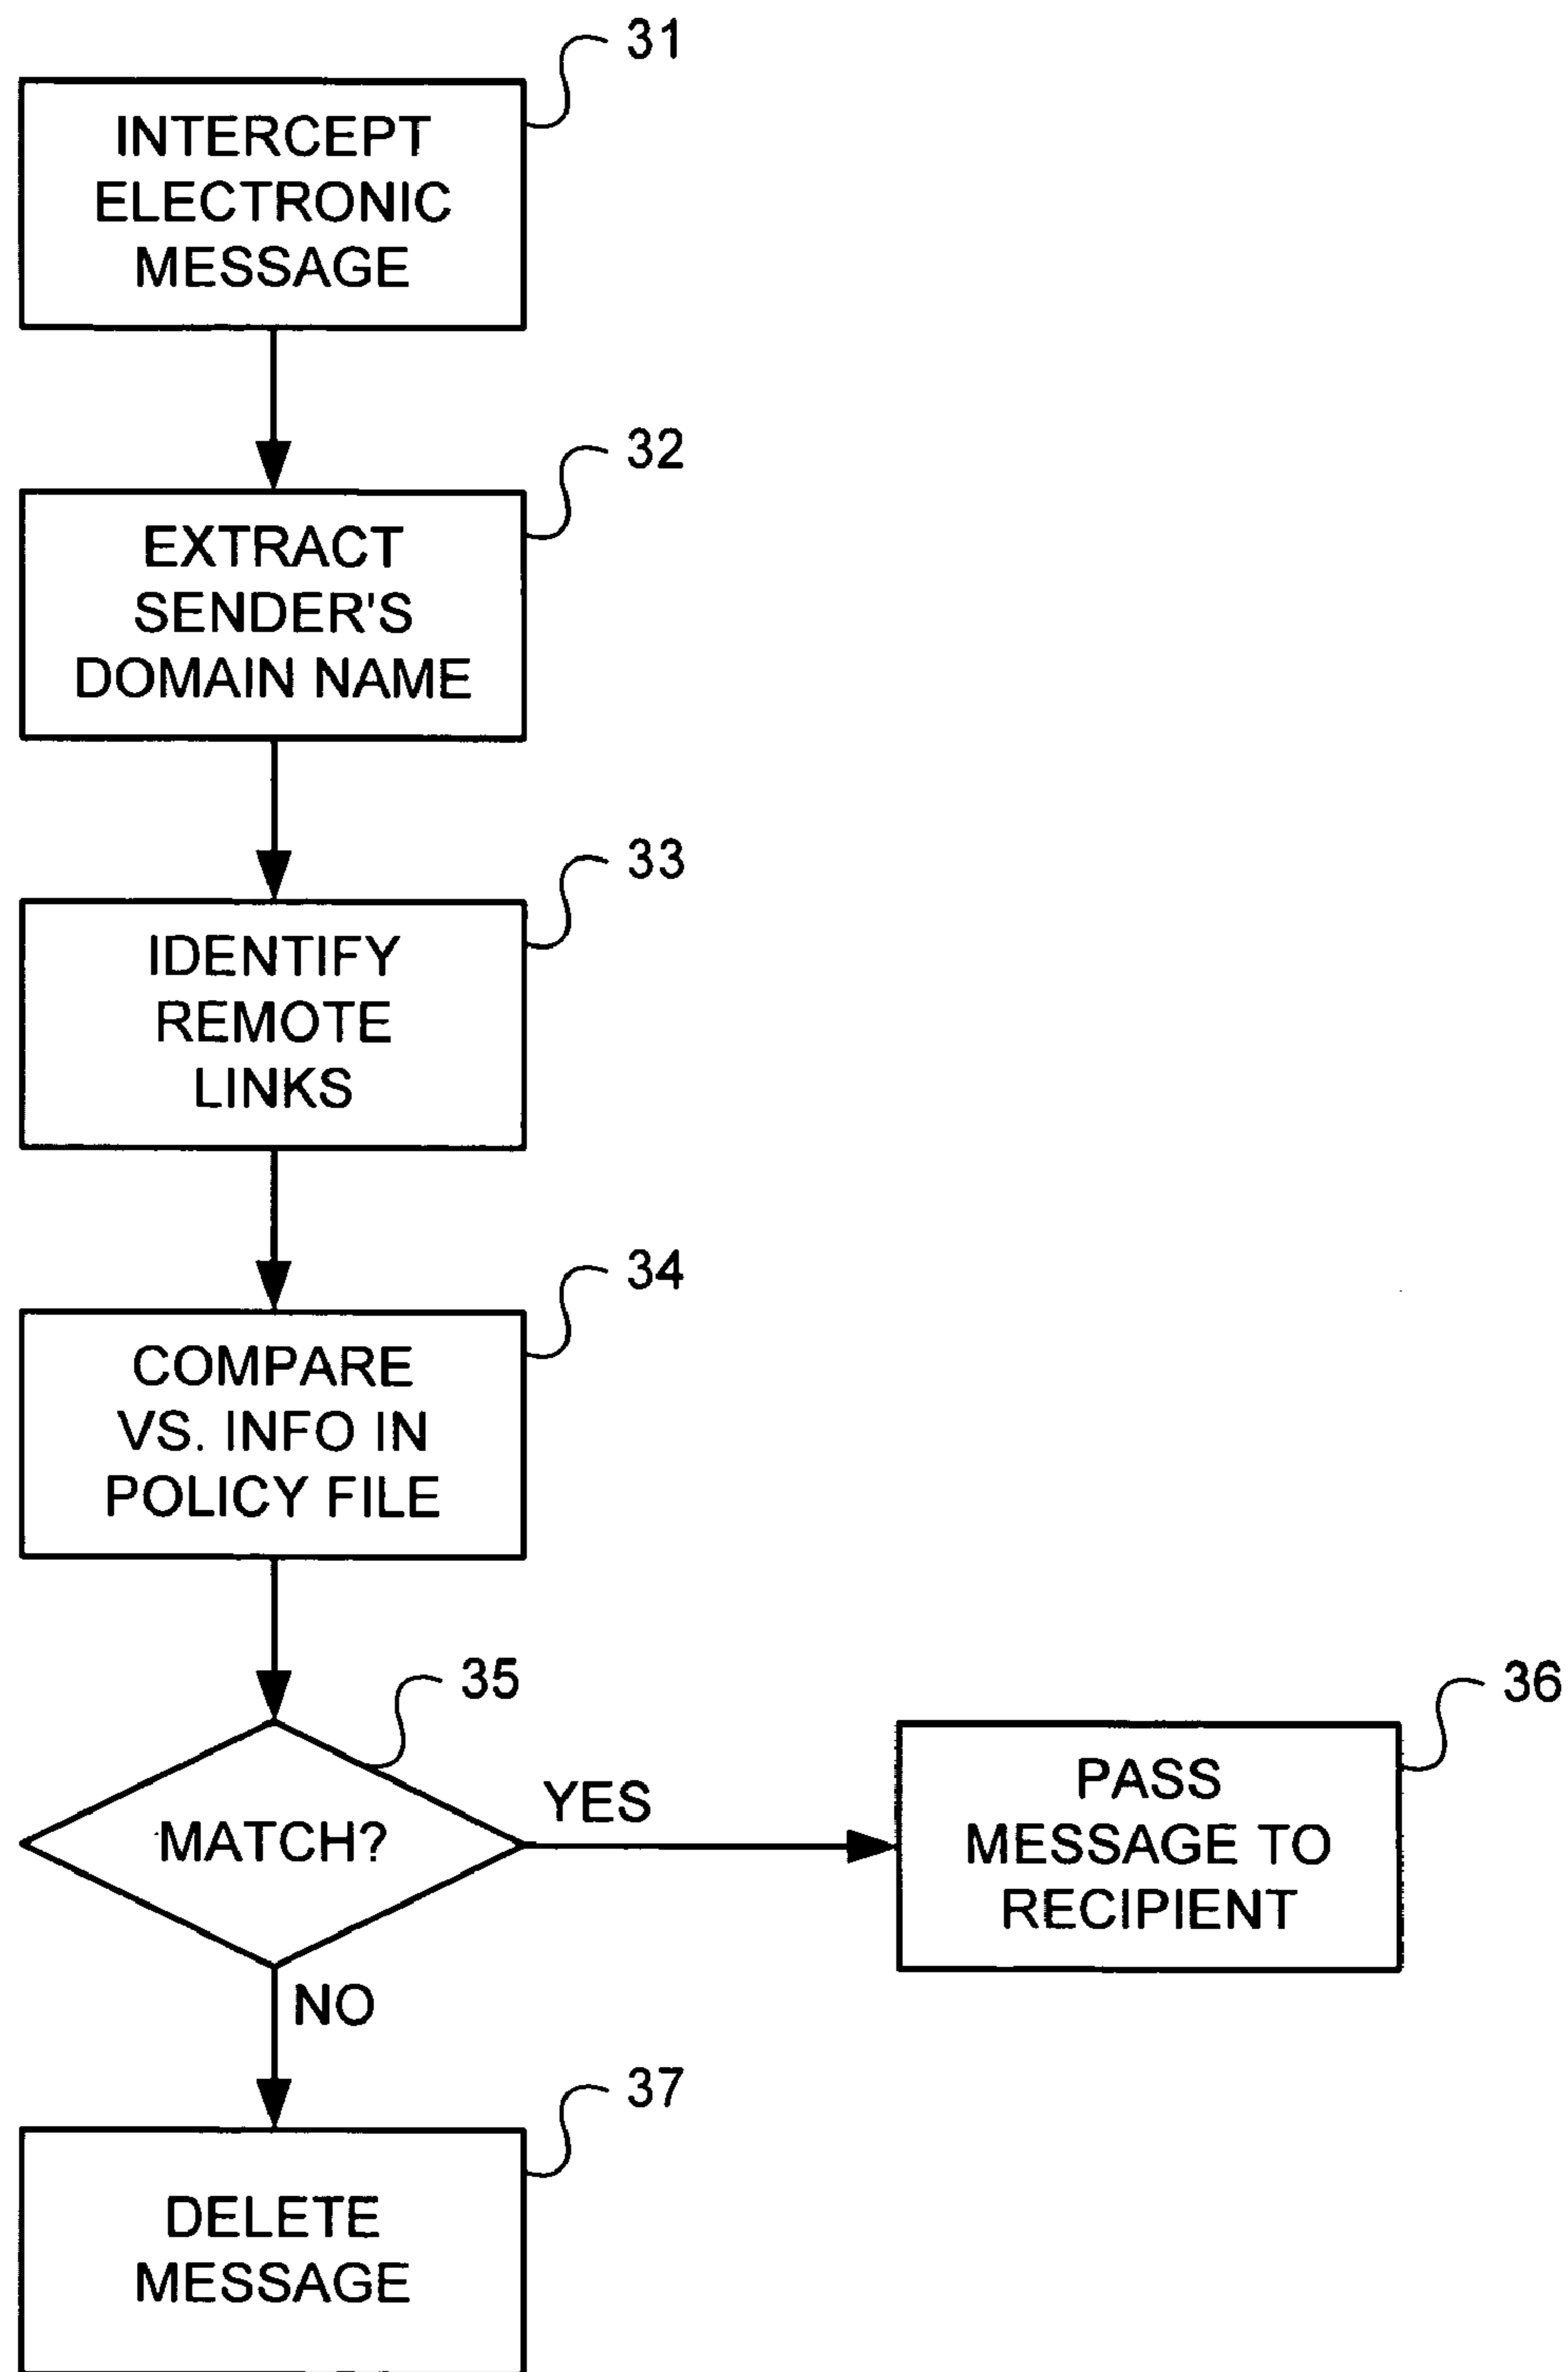 31
INTERCEPT
ELECTRONIC
MESSAGE
32
EXTRACT
SENDER'S
DOMAIN NAME
33
IDENTIFY
REMOTE
LINKS
34
COMPARE
VS. INFO IN
POLICY FILE
35
MATCH?
YES
36
PASS
MESSAGE TO
RECIPIENT
NO
37
DELETE
MESSAGE